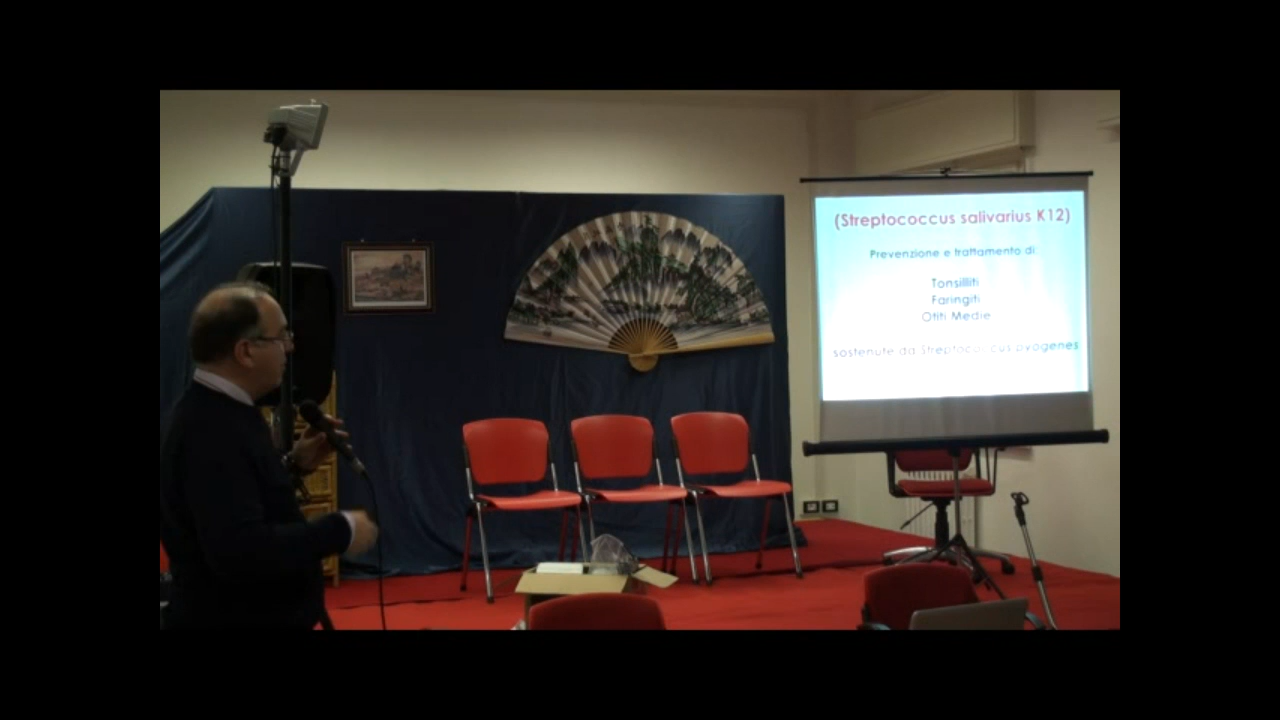 (Streptococcus salivarius K12)
Prevenzione e trattamento di:
Tonsilliti
Faringiti
Otiti Medie
sostenute da Streptococcus pyogenes